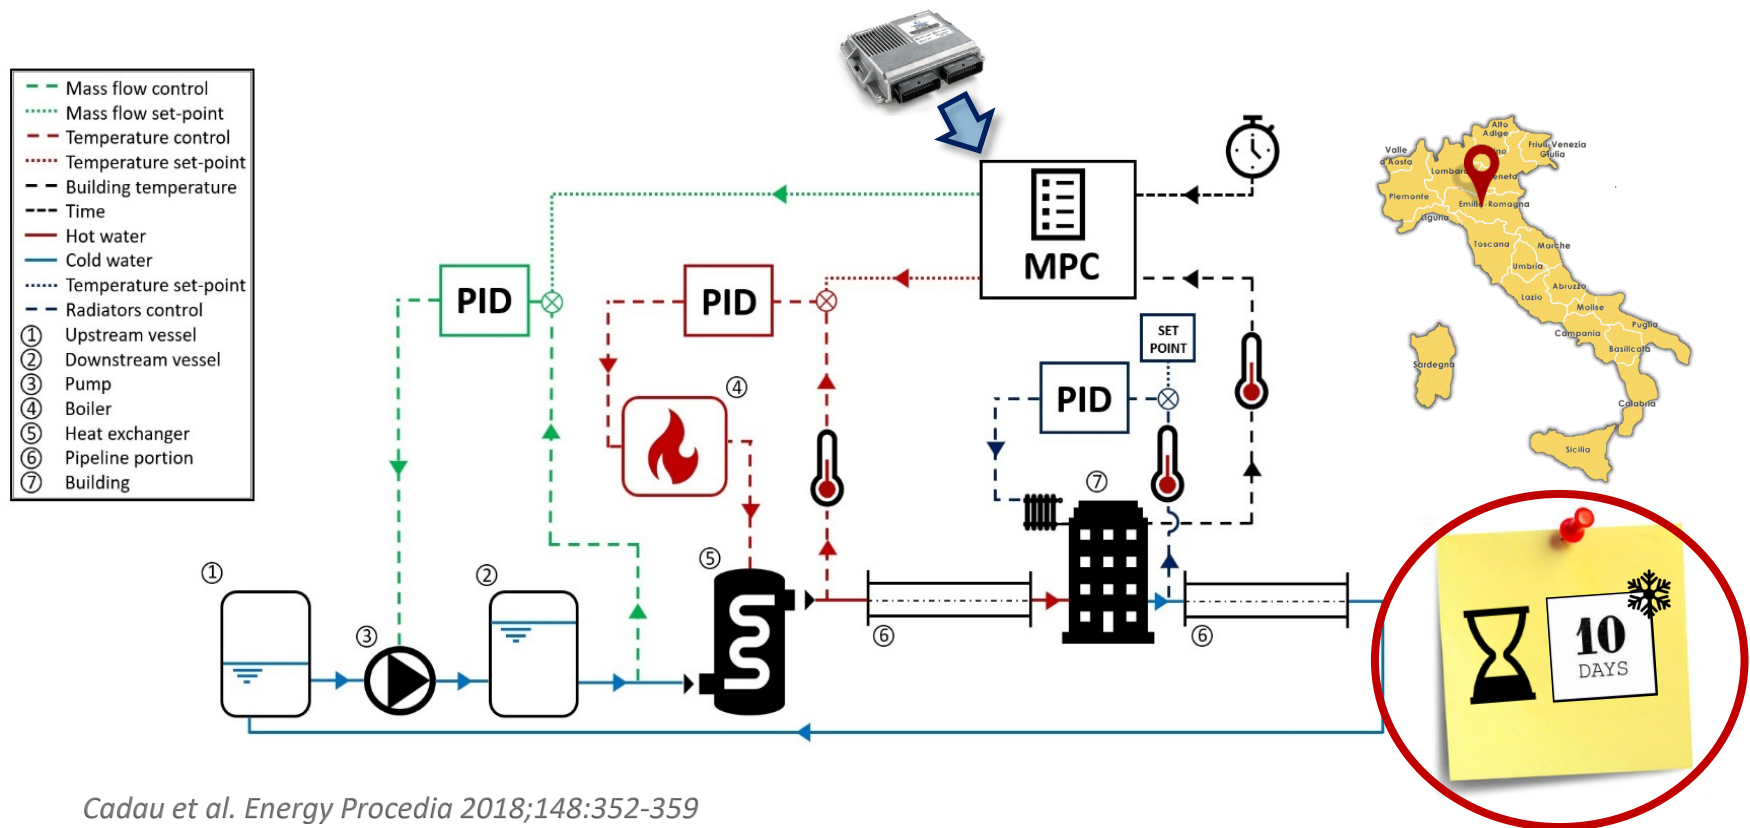 Mass flow control
Mass flow set-point
Temperature control
Temperature set-point
Building temperature
Time
Hot water
Cold water
Temperature set-point
Radiators control
① Upstream vessel
② Downstream vessel
③ Pump
④ Boiler
⑤ Heat exchanger
⑥ Pipeline portion
⑦ Building
MPC
PID
PID
SET
POINT
PID
④
⑦
⑤
①
②
③
⑥
⑥
Alto
Adige
Valle
d'Aosta
Friuli-Venezia
Giulia
Piemonte
Emilia-Romagna
Liguria
Toscana
Marche
Umbria
Lazio
Abruzzo
Molise
Campania
Puglia
Basilicata
Sardegna
Calabria
Sicilia
10
DAYS
Cadau et al. Energy Procedia 2018;148:352-359